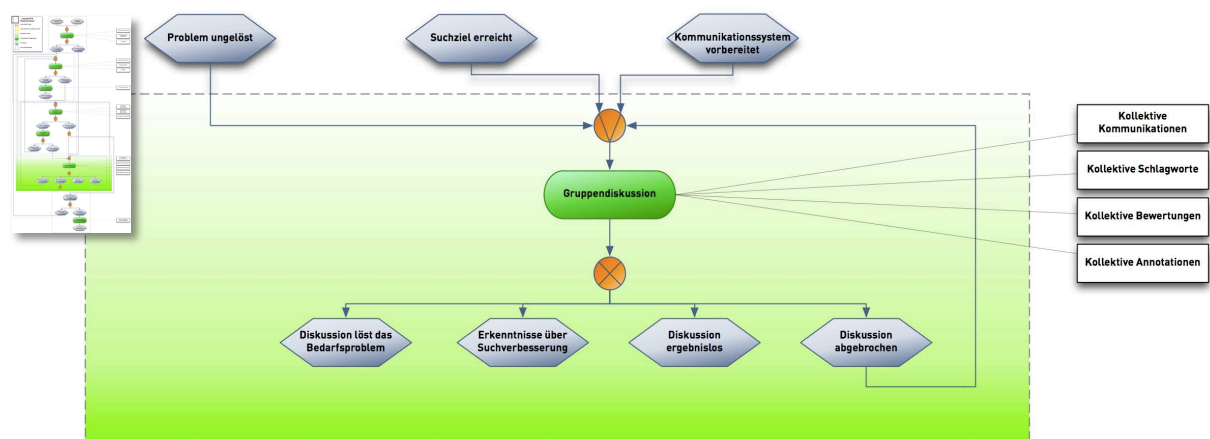 Problem ungelöst
Suchziel erreicht
Kommunikationssystem
vorbereitet
Kollektive
Kommunikationen
Kollektive Schlagworte
Gruppendiskussion
Kollektive Bewertungen
Kollektive Annotationen
Diskussion löst das
Bedarfsproblem
Erkenntnisse über
Suchverbesserung
Diskussion
ergebnislos
Diskussion
abgebrochen